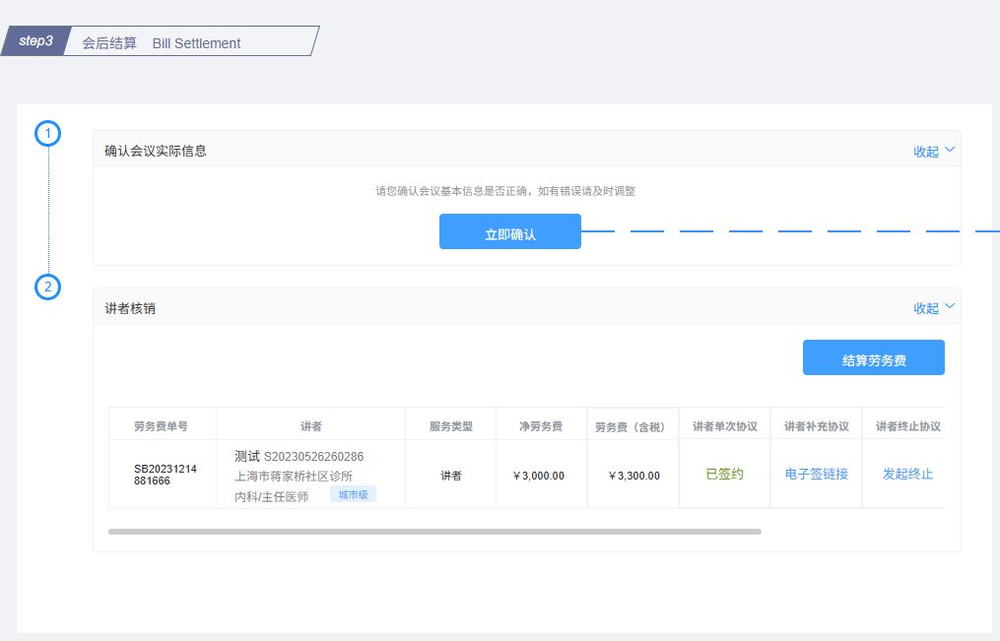 step3 会后结算 Bill Settlement
1
确认会议实际信息 收起
请您确认会议基本信息是否正确，如有错误请及时调整
立即确认
2
讲者核销 收起
结算劳务费
劳务费单号 讲者 服务类型 净劳务费 劳务费（含税） 讲者单次协议 讲者补充协议 讲者终止协议
SB20231214
881666
测试 S20230526260286
上海市蒋家桥社区诊所
内科/主任医师 城市级
讲者 ￥3,000.00 ￥3,300.00 已签约 电子签链接 发起终止